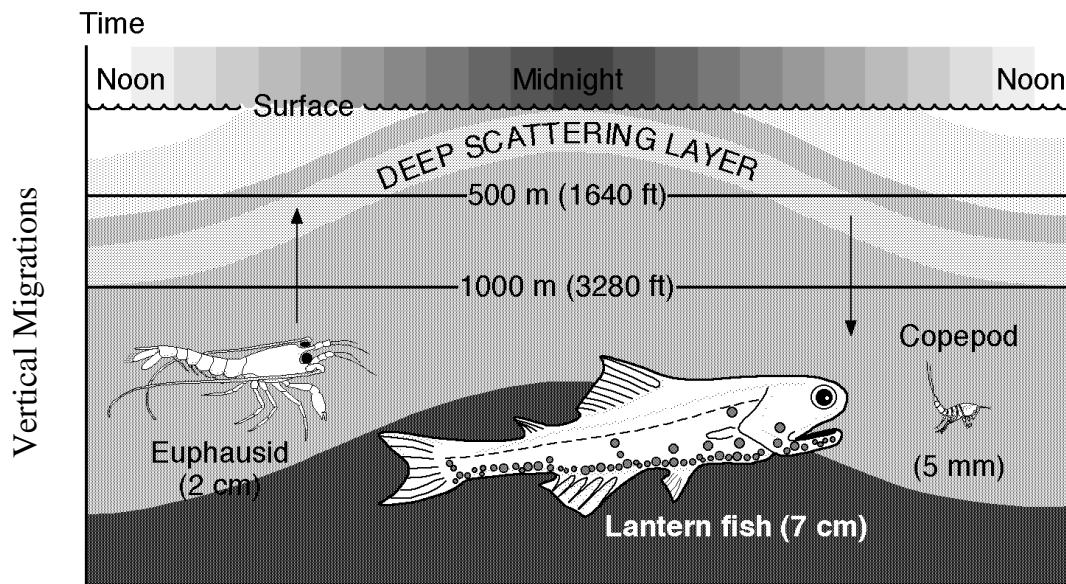 Time
Noon
Midnight
Noon
Surface
DEEP SCATTERING LAYER
500 m (1640 ft)
1000 m (3280 ft)
Vertical Migrations
Copepod
Euphausid
(2 cm)
(5 mm)
Lantern fish (7 cm)